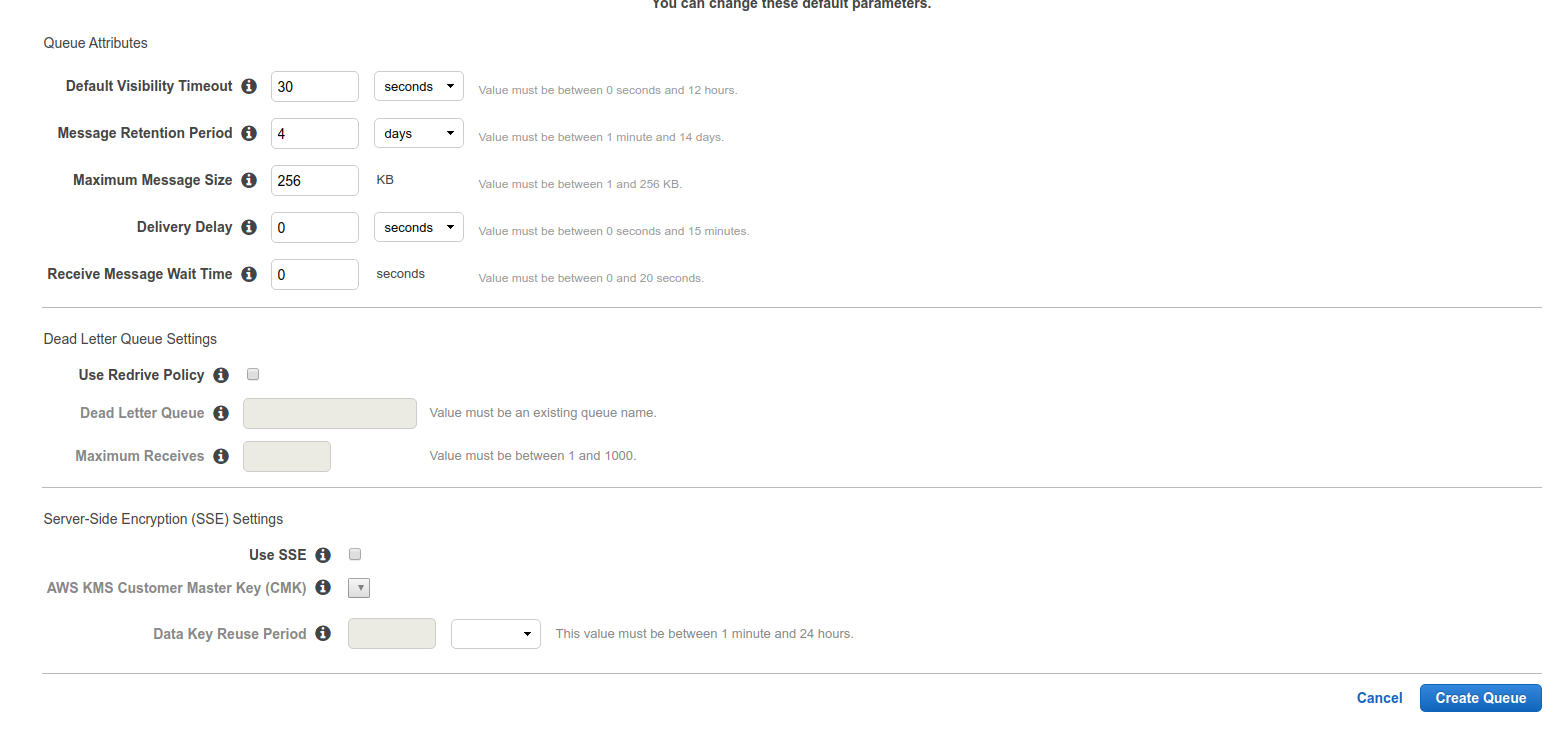 You can change these default parameters.
Queue Attributes
Default Visibility Timeout 30 seconds Value must be between 0 seconds and 12 hours.
Message Retention Period 4 days Value must be between 1 minute and 14 days.
Maximum Message Size 256 KB Value must be between 1 and 256 KB.
Delivery Delay 0 seconds Value must be between 0 seconds and 15 minutes.
Receive Message Wait Time 0 seconds Value must be between 0 and 20 seconds.
Dead Letter Queue Settings
Use Redrive Policy
Dead Letter Queue Value must be an existing queue name.
Maximum Receives Value must be between 1 and 1000.
Server-Side Encryption (SSE) Settings
Use SSE
AWS KMS Customer Master Key (CMK)
Data Key Reuse Period This value must be between 1 minute and 24 hours.
Cancel Create Queue